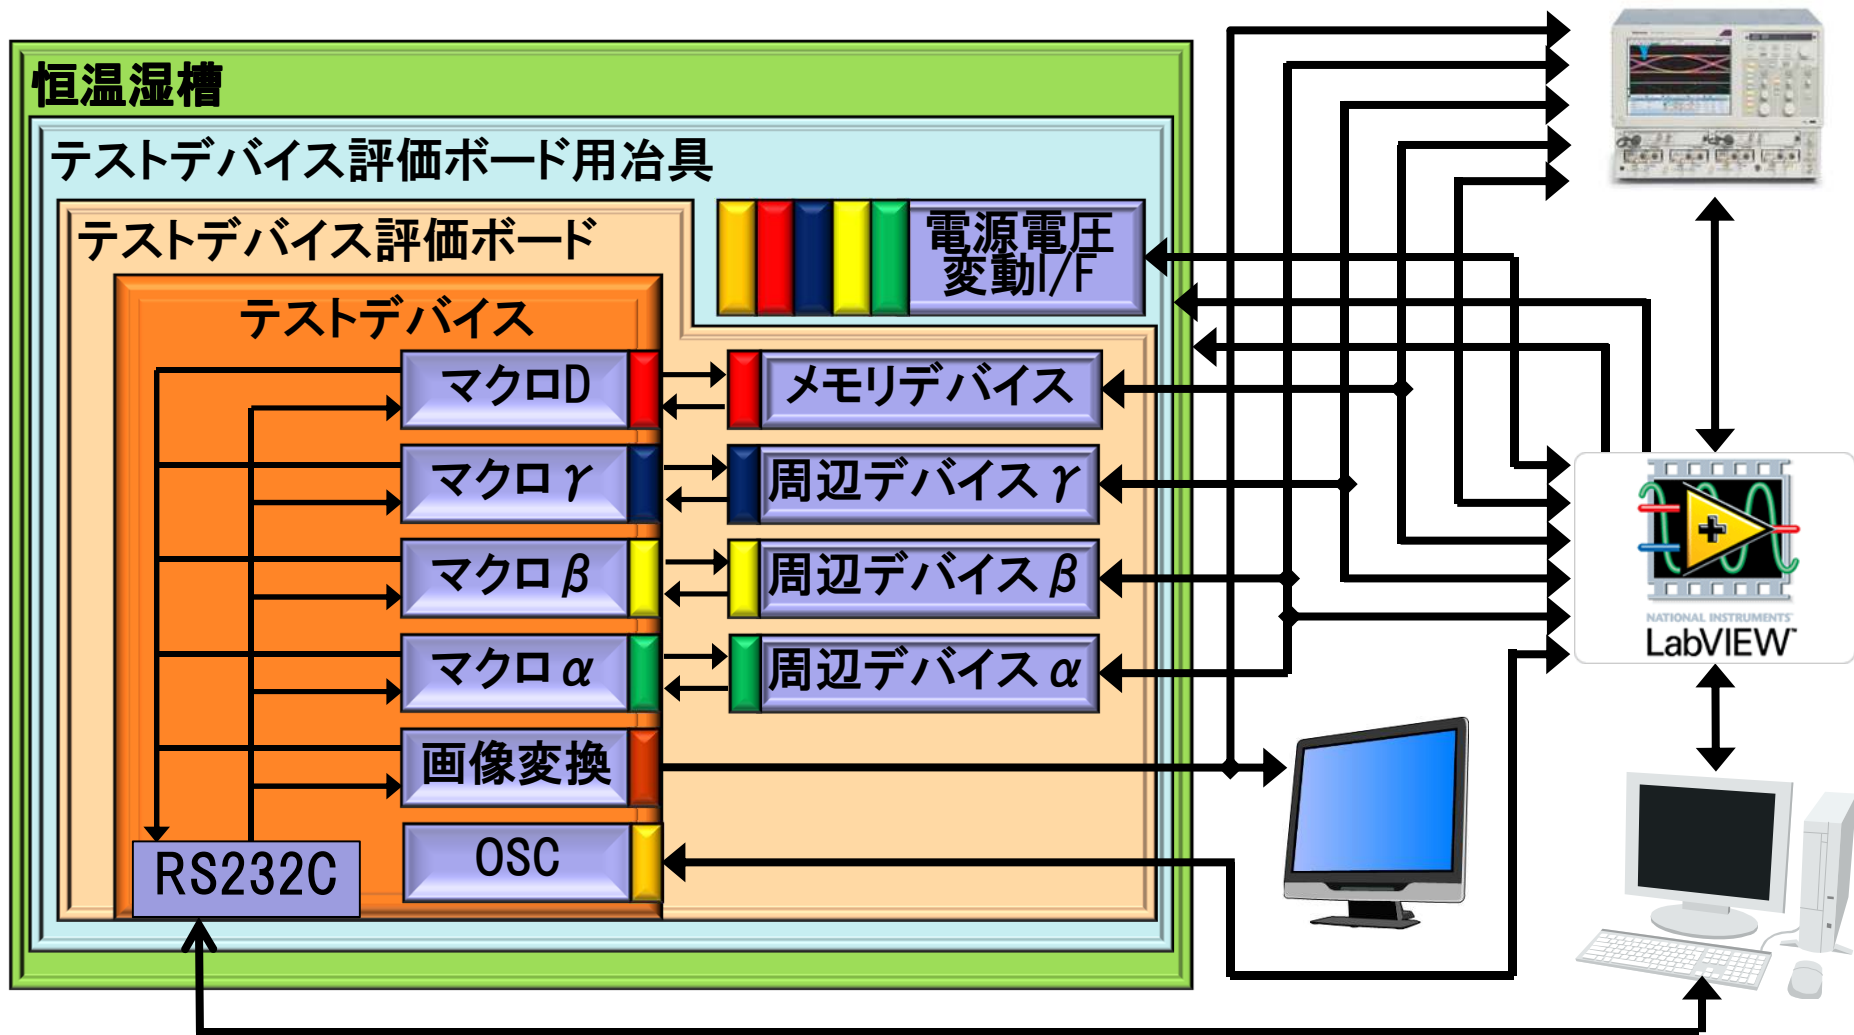 恒温湿槽
テストデバイス評価ボード用冶具
テストデバイス評価ボード
電源電圧
変動I/F
テストデバイス
マクロD
メモリデバイス
マクロγ
周辺デバイスγ
マクロβ
周辺デバイスβ
マクロα
周辺デバイスα
画像変換
OSC
RS232C
NATIONAL INSTRUMENTS
LabVIEW™